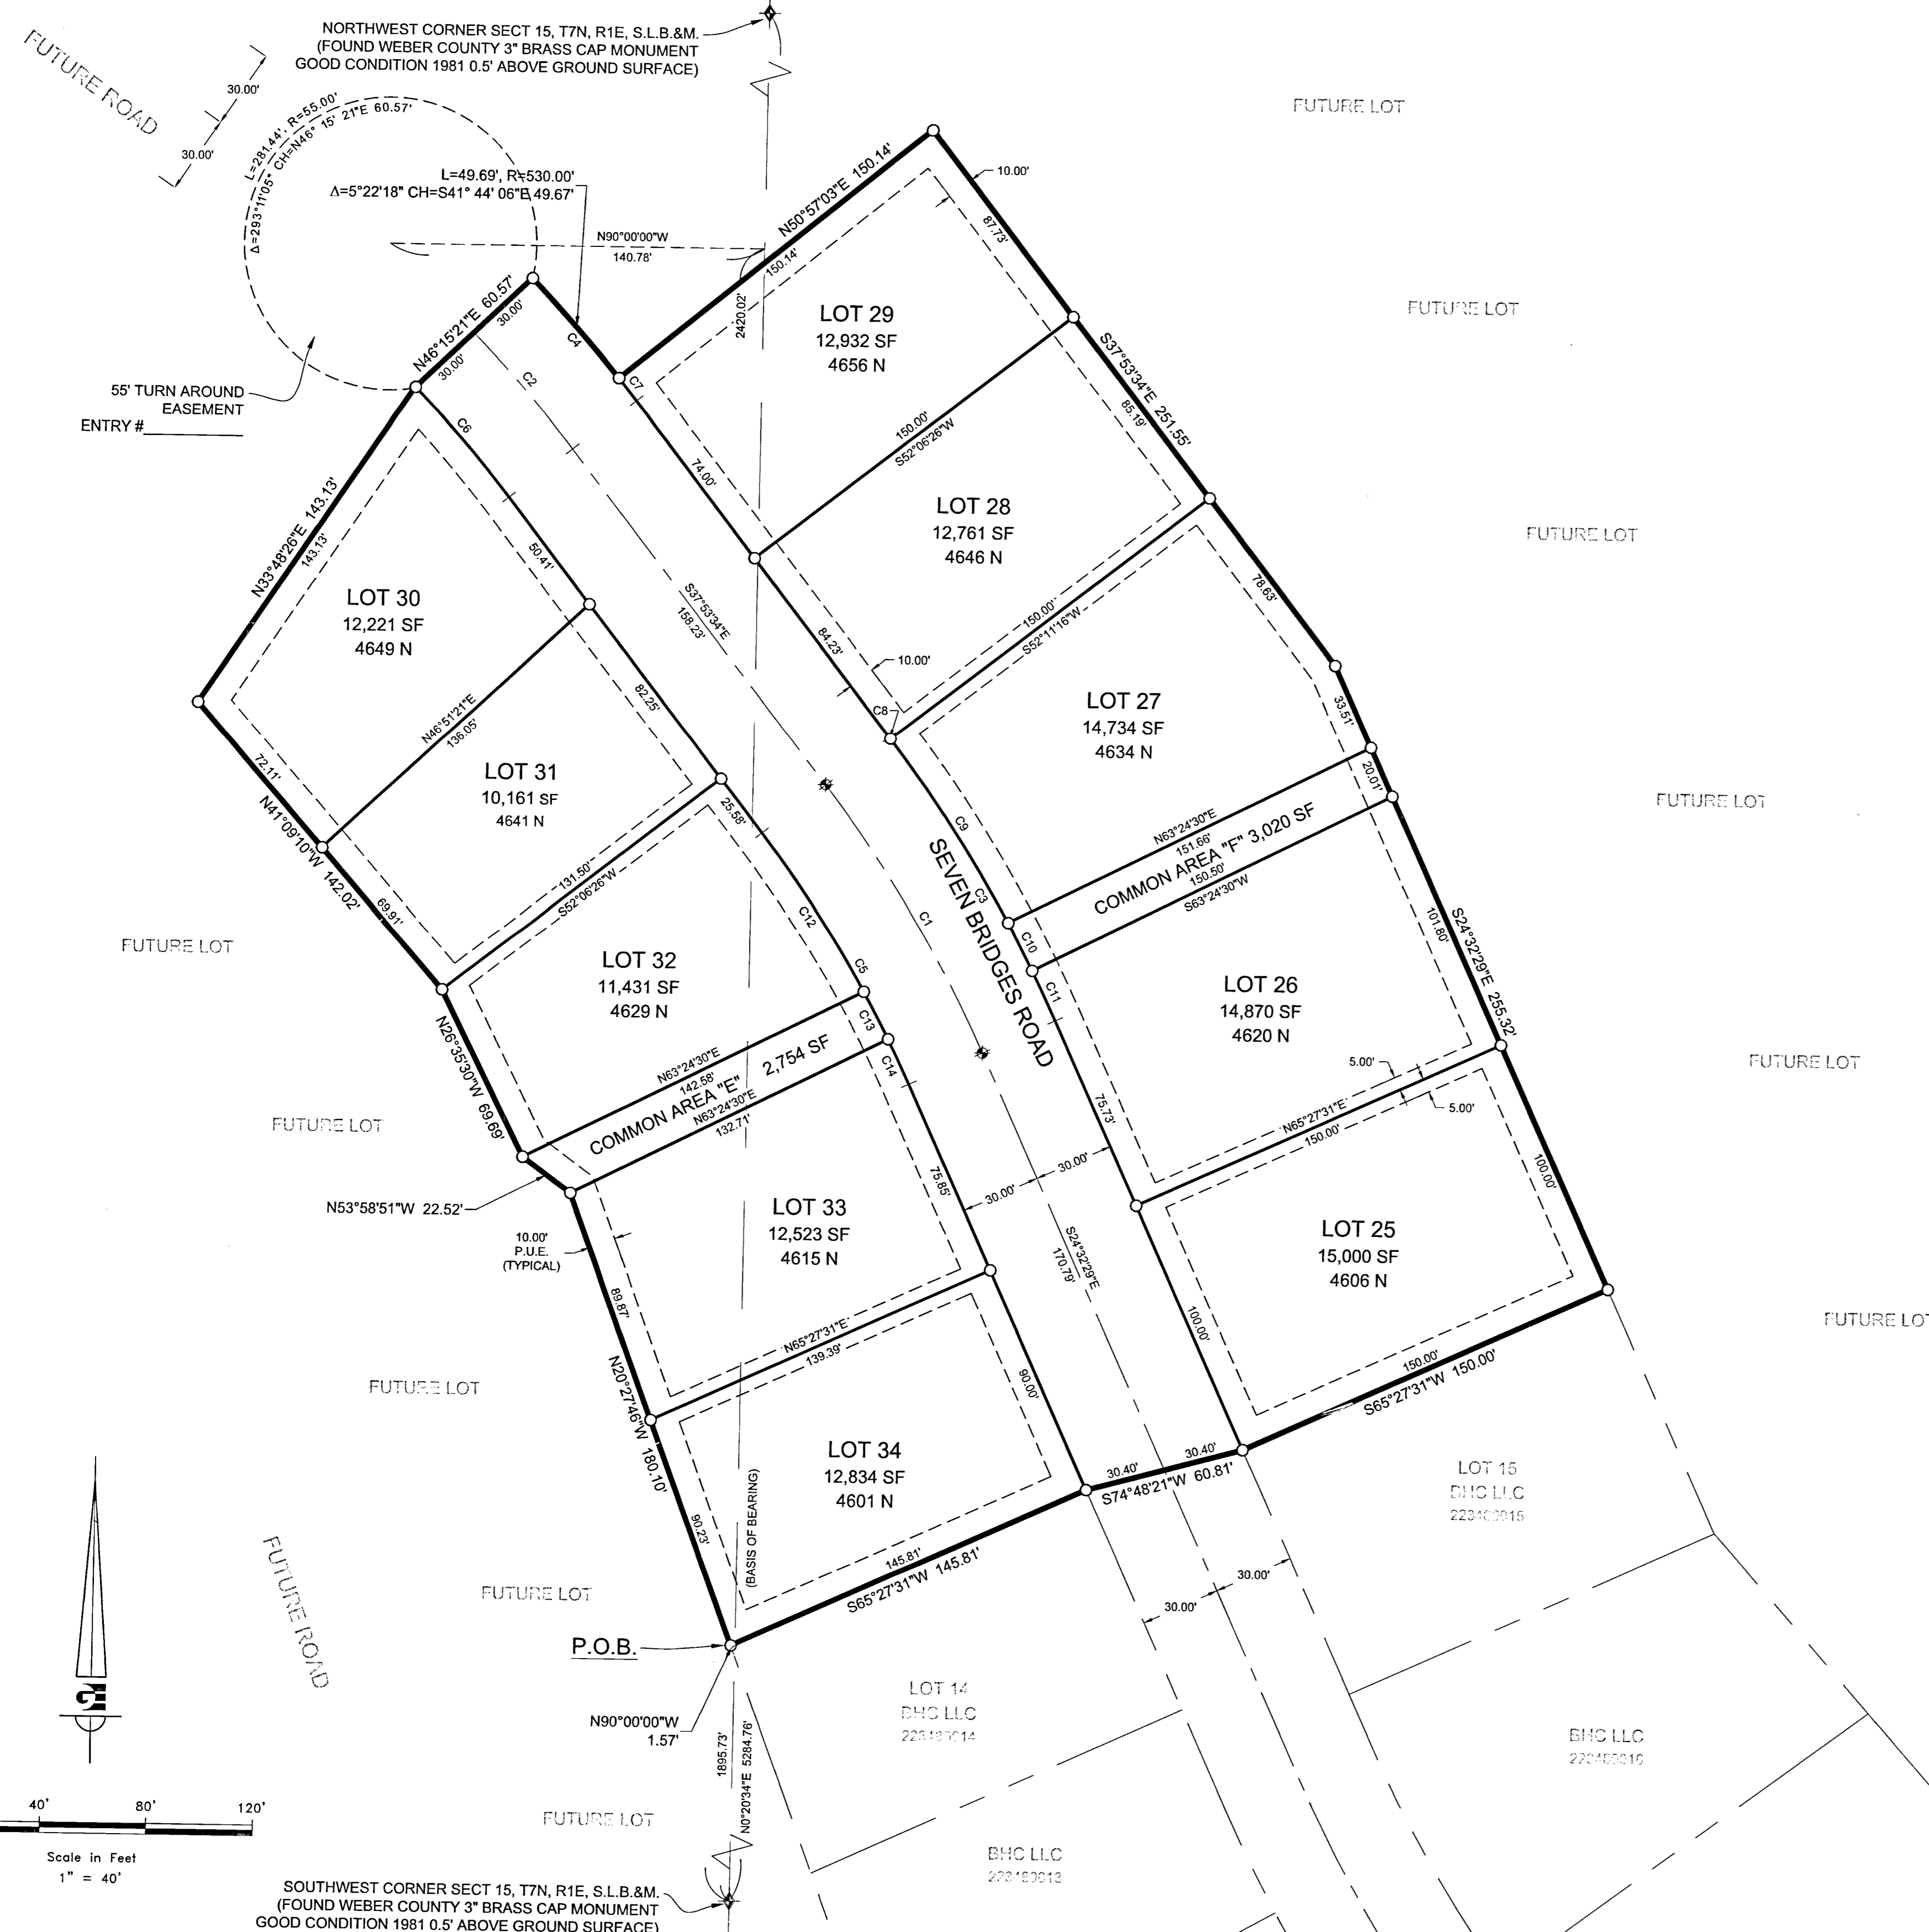 FUTURE ROAD
30.00'
30.00'
NORTHWEST CORNER SECT 15, T7N, R1E, S.L.B.&M.
(FOUND WEBER COUNTY 3" BRASS CAP MONUMENT
GOOD CONDITION 1981 0.5' ABOVE GROUND SURFACE)
L=281.44', R=55.00'
Δ=293°11'05" CH=N46° 15' 21"E 60.57'
L=49.69', R=530.00'
Δ=5°22'18" CH=S41° 44' 06"E 49.67'
N90°00'00"W
140.78'
2420.02'
55' TURN AROUND
EASEMENT
ENTRY #
N46°15'21"E 60.57'
30.00'
30.00'
C4
C2
C7
C6
N50°57'03"E 150.14'
150.14'
10.00'
87.73'
FUTURE LOT
FUTURE LOT
FUTURE LOT
FUTURE LOT
FUTURE LOT
FUTURE LOT
LOT 29
12,932 SF
4656 N
74.00'
150.00'
S52°06'26"W
S37°53'34"E 251.55'
85.19'
LOT 28
12,761 SF
4646 N
84.23'
10.00'
150.00'
S52°11'16"W
C8
78.63'
33.51'
LOT 27
14,734 SF
4634 N
C9
C3
N63°24'30"E
151.66'
COMMON AREA "F" 3,020 SF
150.50'
S63°24'30"W
20.01'
C10
C11
LOT 26
14,870 SF
4620 N
101.80'
S24°32'29"E 255.32'
75.73'
5.00'
5.00'
N65°27'31"E
150.00'
LOT 25
15,000 SF
4606 N
100.00'
100.00'
150.00'
S65°27'31"W 150.00'
N33°48'26"E 143.13'
143.13'
LOT 30
12,221 SF
4649 N
50.41'
N46°51'21"E
136.05'
72.11'
N41°09'10"W 142.02'
69.91'
LOT 31
10,161 SF
4641 N
82.25'
131.50'
S52°06'26"W
25.58'
S37°53'34"E
158.23'
C1
SEVEN BRIDGES ROAD
LOT 32
11,431 SF
4629 N
C12
C5
C13
C14
FUTURE LOT
N26°35'30"W 69.69'
N63°24'30"E
142.58'
COMMON AREA "E" 2,754 SF
N63°24'30"E
132.71'
FUTURE LOT
N53°58'51"W 22.52'
10.00'
P.U.E.
(TYPICAL)
LOT 33
12,523 SF
4615 N
75.85'
30.00'
30.00'
S24°32'29"E
170.79'
89.87'
N20°27'46"W 180.10'
N65°27'31"E
139.39'
FUTURE LOT
LOT 34
12,834 SF
4601 N
90.00'
90.23'
(BASIS OF BEARING)
145.81'
S65°27'31"W 145.81'
30.40'
30.40'
S74°48'21"W 60.81'
FUTURE LOT
FUTURE ROAD
P.O.B.
N90°00'00"W
1.57'
1895.73'
N0°20'34"E 5284.76'
30.00'
30.00'
LOT 15
BHC LLC
LOT 14
BHC LLC
BHC LLC
BHC LLC
FUTURE LOT
G
40'
80'
120'
Scale in Feet
1" = 40'
SOUTHWEST CORNER SECT 15, T7N, R1E, S.L.B.&M.
(FOUND WEBER COUNTY 3" BRASS CAP MONUMENT
GOOD CONDITION 1981 0.5' ABOVE GROUND SURFACE)